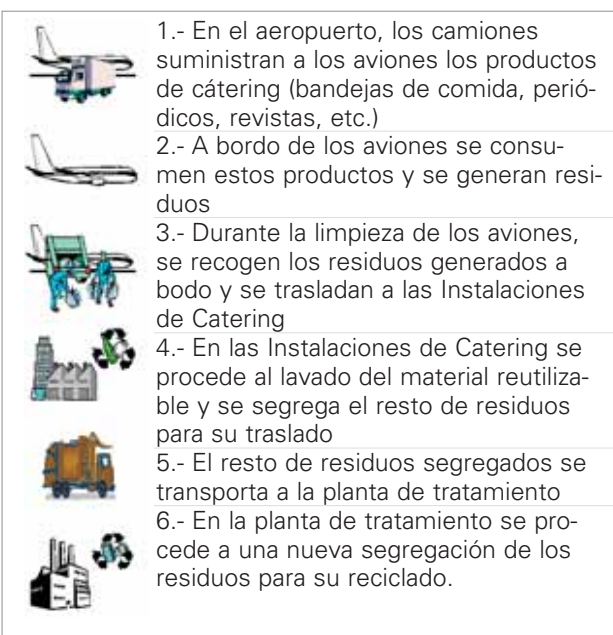 1.- En el aeropuerto, los camiones
suministran a los aviones los productos
de cátering (bandejas de comida, perió-
dicos, revistas, etc.)
2.- A bordo de los aviones se consu-
men estos productos y se generan resi-
duos
3.- Durante la limpieza de los aviones,
se recogen los residuos generados a
bodo y se trasladan a las Instalaciones
de Catering
4.- En las Instalaciones de Catering se
procede al lavado del material reutiliza-
ble y se segrega el resto de residuos
para su traslado
5.- El resto de residuos segregados se
transporta a la planta de tratamiento
6.- En la planta de tratamiento se pro-
cede a una nueva segregación de los
residuos para su reciclado.